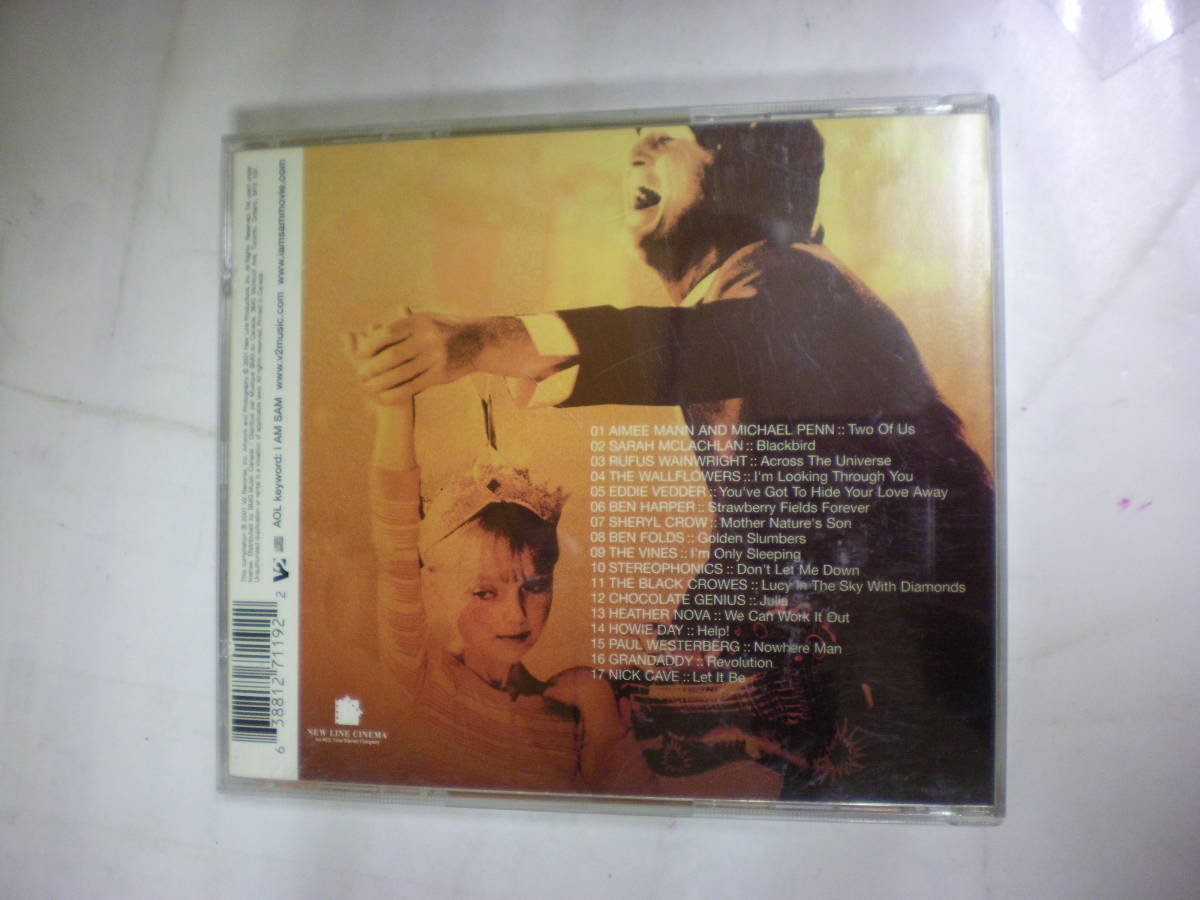 01 AIMEE MANN AND MICHAEL PENN :: Two Of Us
02 SARAH MCLACHLAN :: Blackbird
03 RUFUS WAINWRIGHT :: Across The Universe
04 THE WALLFLOWERS :: I'm Looking Through You
05 EDDIE VEDDER :: You've Got To Hide Your Love Away
06 BEN HARPER :: Strawberry Fields Forever
07 SHERYL CROW :: Mother Nature's Son
08 BEN FOLDS :: Golden Slumbers
09 THE VINES :: I'm Only Sleeping
10 STEREOPHONICS :: Don't Let Me Down
11 THE BLACK CROWES :: Lucy In The Sky With Diamonds
12 CHOCOLATE GENIUS :: Julia
13 HEATHER NOVA :: We Can Work It Out
14 HOWIE DAY :: Help!
15 PAUL WESTERBERG :: Nowhere Man
16 GRANDADDY :: Revolution
17 NICK CAVE :: Let It Be
NEW LINE CINEMA
V2 AOL keyword: I AM SAM www.v2music.com www.iamsammovie.com
6 38812 71192 2